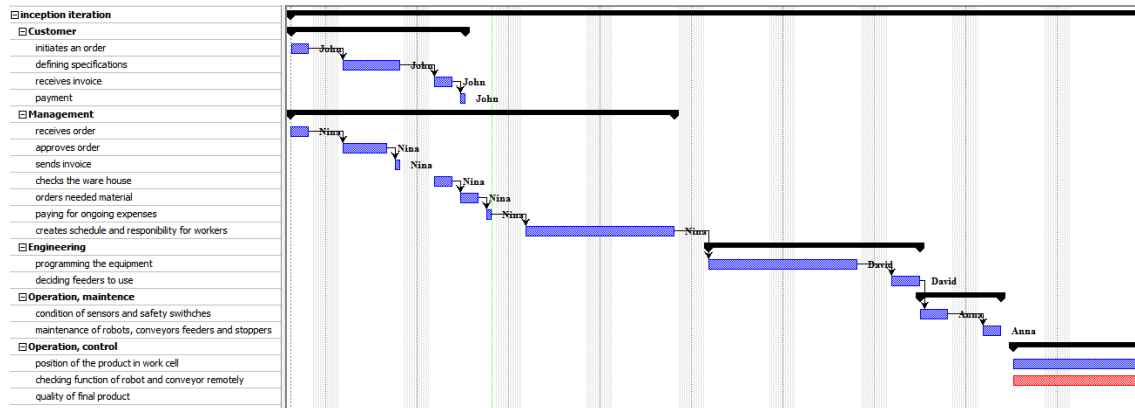 inception iteration
Customer
initiates an order John
defining specifications John
receives invoice John
payment John
Management
receives order Nina
approves order Nina
sends invoice Nina
checks the ware house Nina
orders needed material Nina
paying for ongoing expenses Nina
creates schedule and responibility for workers Nina
Engineering
programming the equipment David
deciding feeders to use David
Operation, maintence
condition of sensors and safety swithches Anna
maintenance of robots, conveyors feeders and stoppers Anna
Operation, control
position of the product in work cell
checking function of robot and conveyor remotely
quality of final product